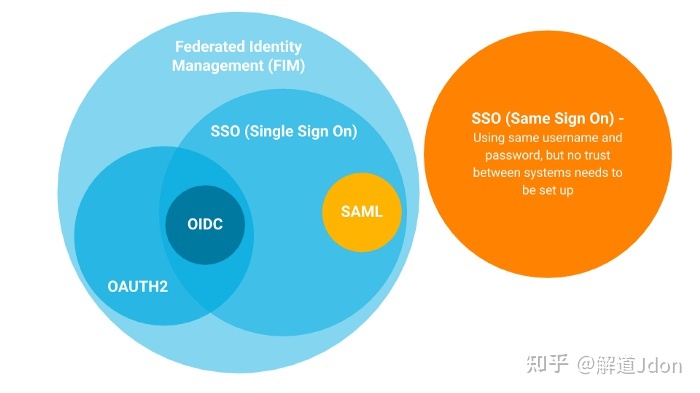 Federated Identity
Management (FIM)
SSO (Single Sign On)
OIDC
SAML
OAUTH2
SSO (Same Sign On) -
Using same username and
password, but no trust
between systems needs to
be set up
知乎 @解道Jdon